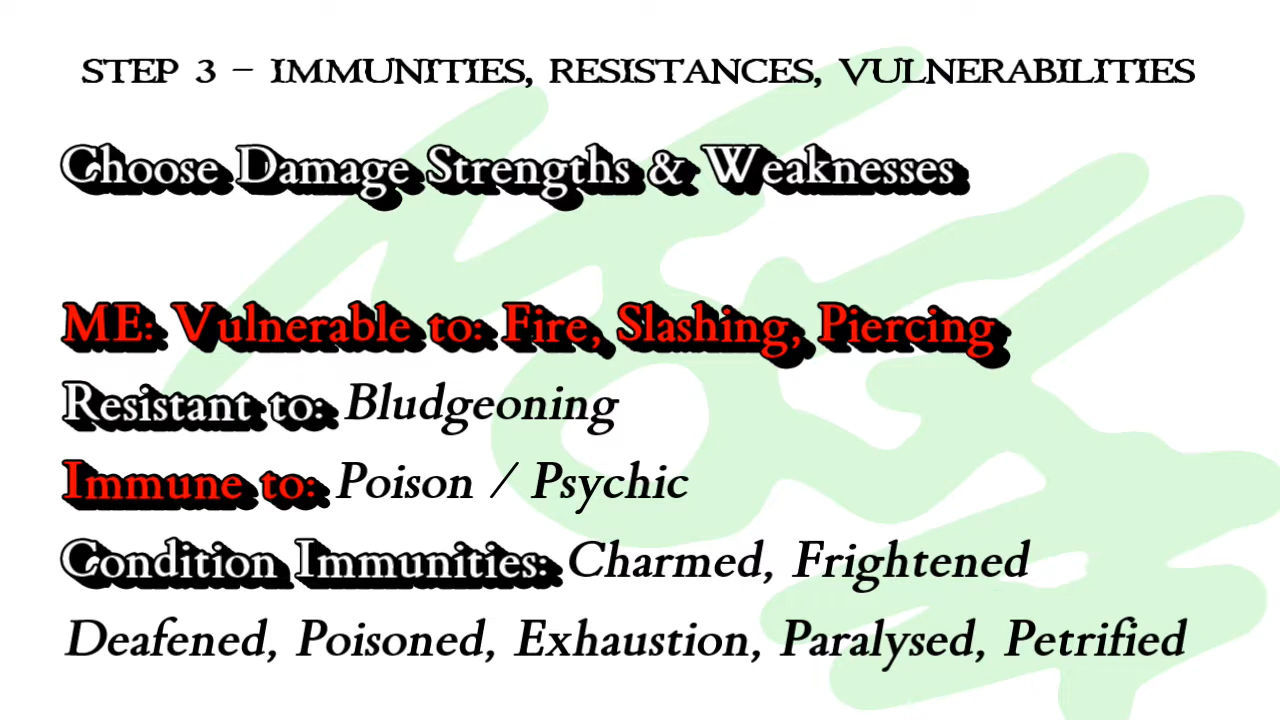 STEP 3 – IMMUNITIES, RESISTANCES, VULNERABILITIES
Choose Damage Strengths & Weaknesses
ME: Vulnerable to: Fire, Slashing, Piercing
Resistant to: Bludgeoning
Immune to: Poison / Psychic
Condition Immunities: Charmed, Frightened
Deafened, Poisoned, Exhaustion, Paralysed, Petrified